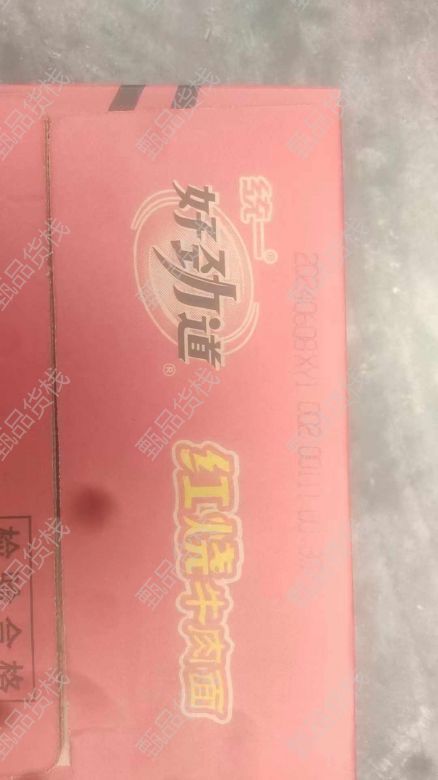 统一
好劲道
红烧牛肉面
检验合格
甄品货栈